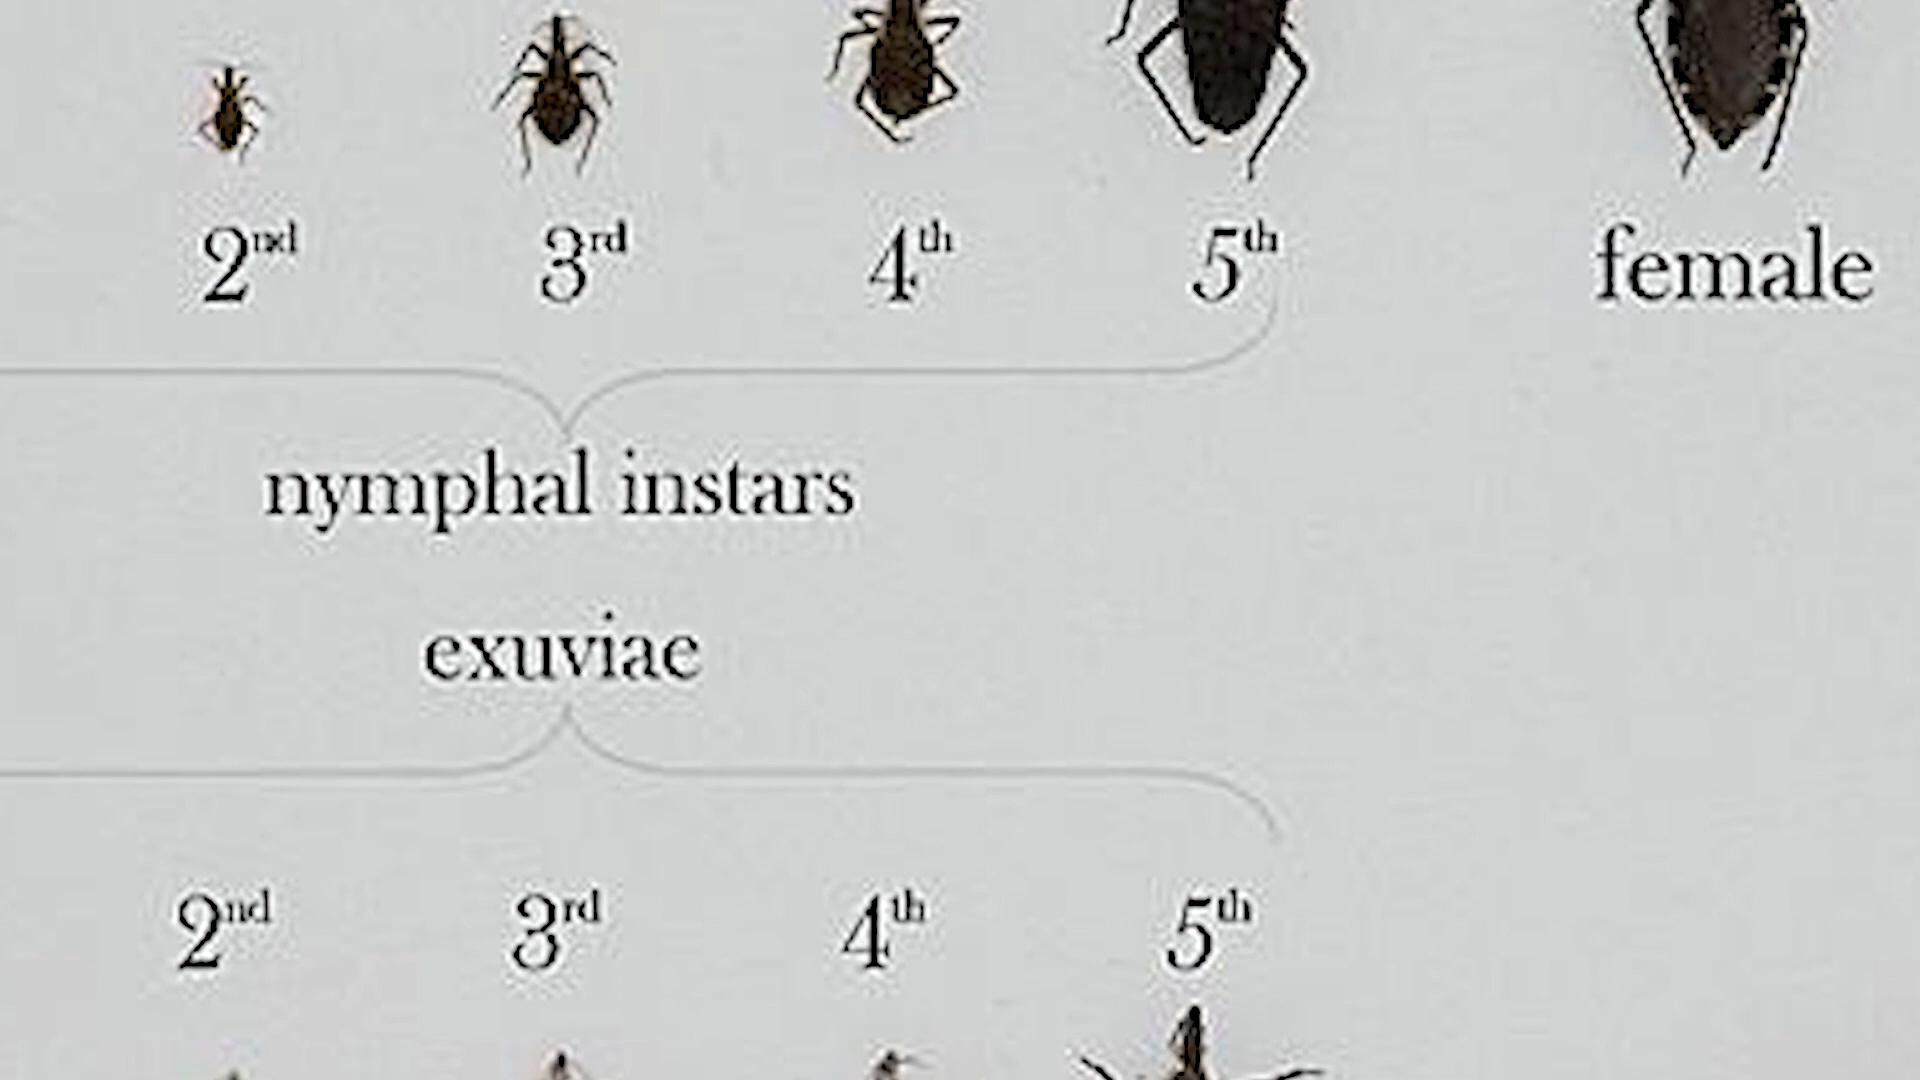 2nd 3rd 4th 5th female
nymphal instars
exuviae
2nd 3rd 4th 5th